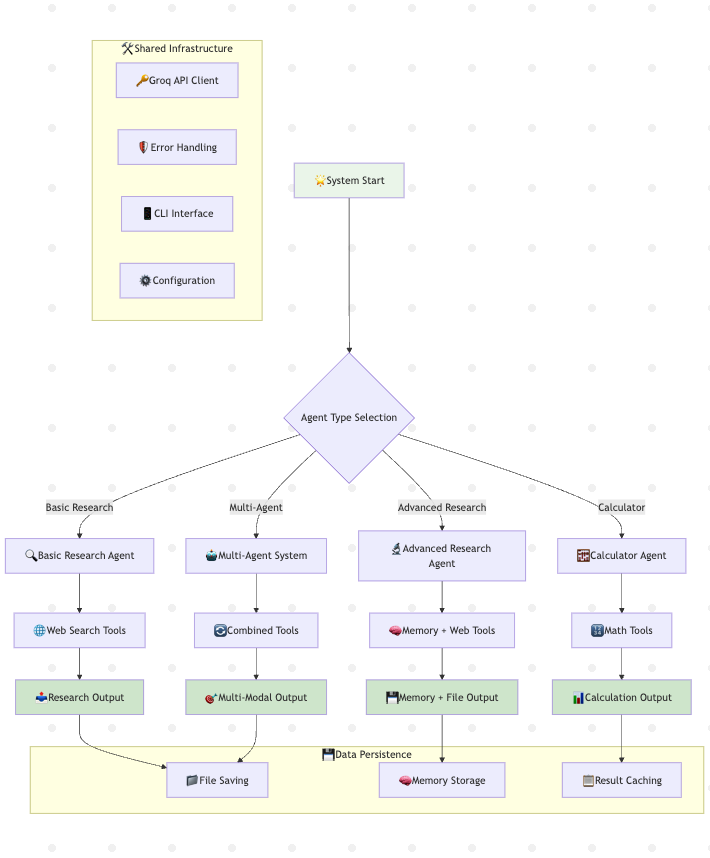 🛠️Shared Infrastructure
🔑Groq API Client
🛡️Error Handling
📱CLI Interface
⚙️Configuration
🌟System Start
Agent Type Selection
Basic Research
Multi-Agent
Advanced Research
Calculator
🔍Basic Research Agent
🤖Multi-Agent System
🔬Advanced Research
Agent
🧮Calculator Agent
🌐Web Search Tools
🔄Combined Tools
🧠Memory + Web Tools
🔢Math Tools
📤Research Output
🎯Multi-Modal Output
💾Memory + File Output
📊Calculation Output
💾Data Persistence
📁File Saving
🧠Memory Storage
📋Result Caching